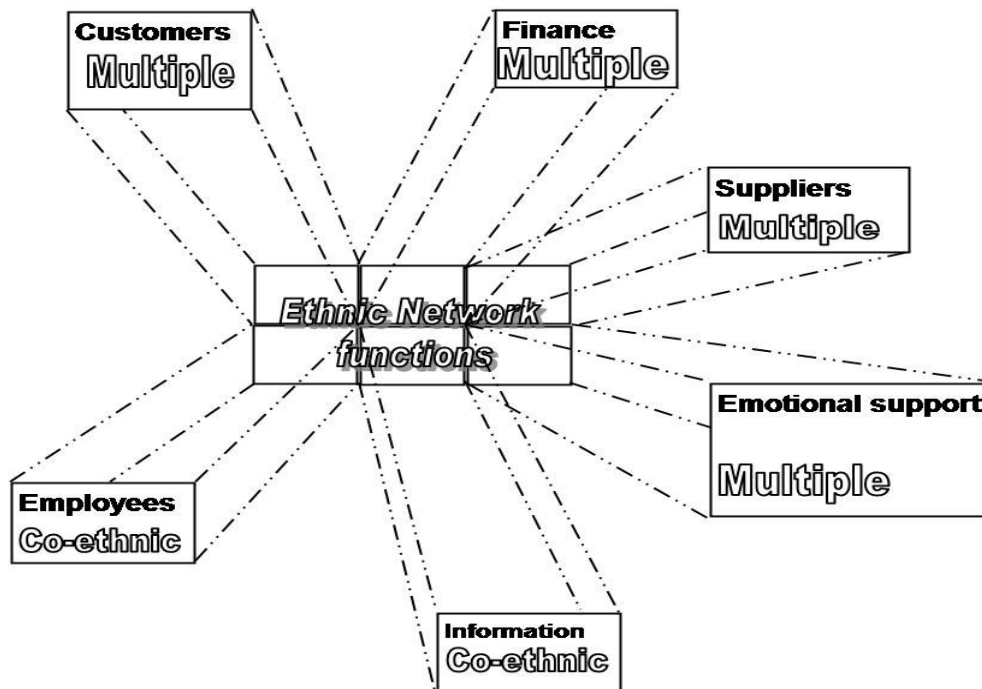 Customers
Multiple
Finance
Multiple
Suppliers
Multiple
Ethnic Network
functions
Emotional support
Multiple
Employees
Co-ethnic
Information
Co-ethnic